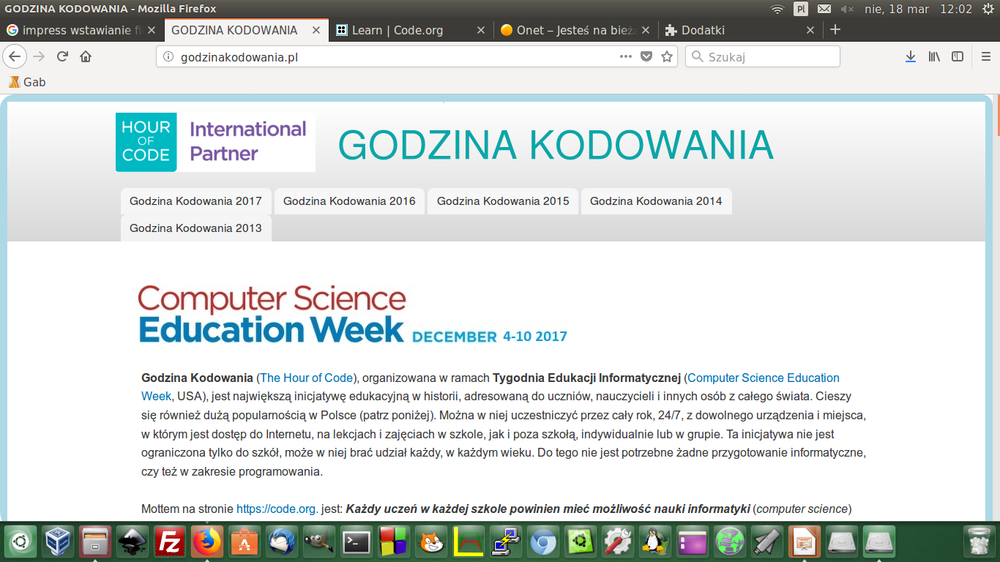 GODZINA KODOWANIA - Mozilla Firefox
Pl
nie, 18 mar 12:02
impress wstawianie fi
GODZINA KODOWANIA
Learn | Code.org
Onet – Jesteś na bież
Dodatki
godzinakodowania.pl
Szukaj
Gab
HOUR
OF
CODE
International
Partner
GODZINA KODOWANIA
Godzina Kodowania 2017
Godzina Kodowania 2016
Godzina Kodowania 2015
Godzina Kodowania 2014
Godzina Kodowania 2013
Computer Science
Education Week DECEMBER 4-10 2017
Godzina Kodowania (The Hour of Code), organizowana w ramach Tygodnia Edukacji Informatycznej (Computer Science Education
Week, USA), jest największą inicjatywę edukacyjną w historii, adresowaną do uczniów, nauczycieli i innych osób z całego świata. Cieszy
się również dużą popularnością w Polsce (patrz poniżej). Można w niej uczestniczyć przez cały rok, 24/7, z dowolnego urządzenia i miejsca,
w którym jest dostęp do Internetu, na lekcjach i zajęciach w szkole, jak i poza szkołą, indywidualnie lub w grupie. Ta inicjatywa nie jest
ograniczona tylko do szkół, może w niej brać udział każdy, w każdym wieku. Do tego nie jest potrzebne żadne przygotowanie informatyczne,
czy też w zakresie programowania.
Mottem na stronie https://code.org. jest: Każdy uczeń w każdej szkole powinien mieć możliwość nauki informatyki (computer science)
Fz